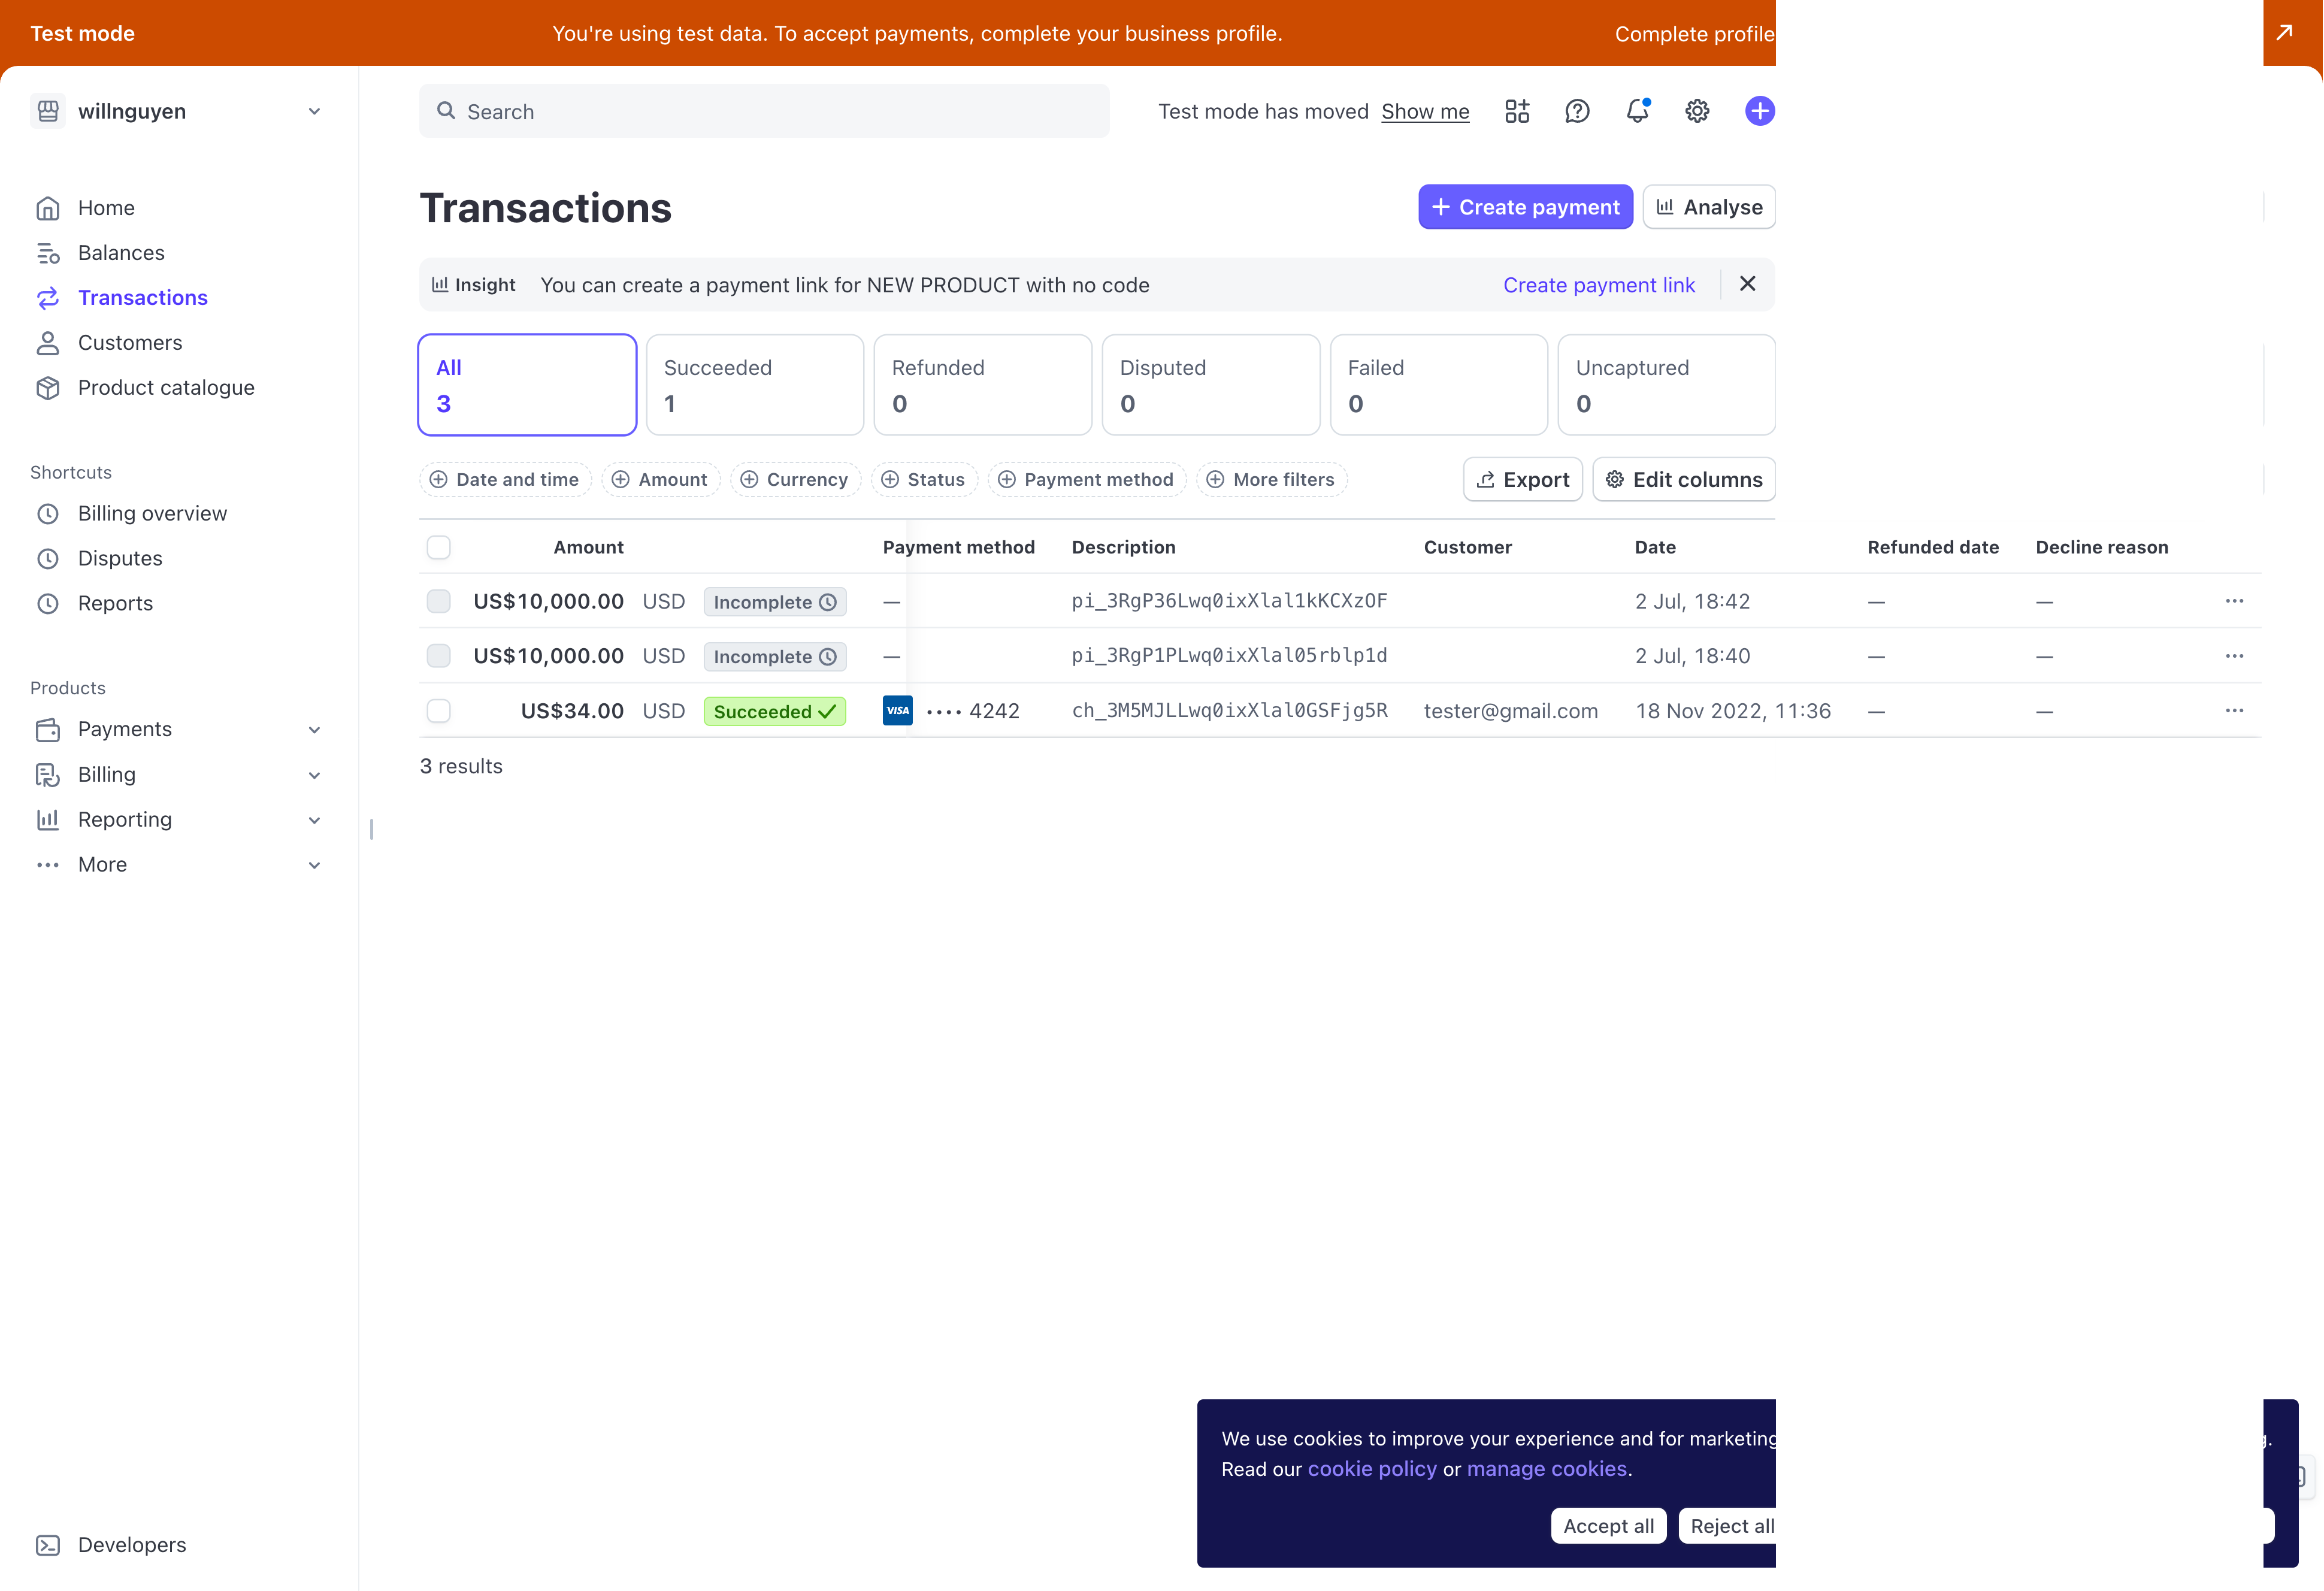 Test mode
You're using test data. To accept payments, complete your business profile.
Complete profile
willnguyen
Search
Test mode has moved Show me
Home
Balances
Transactions
Customers
Product catalogue
Shortcuts
Billing overview
Disputes
Reports
Products
Payments
Billing
Reporting
More
Developers
Transactions
Create payment
Analyse
Insight You can create a payment link for NEW PRODUCT with no code Create payment link
All
3
Succeeded
1
Refunded
0
Disputed
0
Failed
0
Uncaptured
0
Date and time
Amount
Currency
Status
Payment method
More filters
Export
Edit columns
Amount Payment method Description Customer Date Refunded date Decline reason
US$10,000.00 USD Incomplete — pi_3RgP36Lwq0ixXlal1kKCXzOF 2 Jul, 18:42 — —
US$10,000.00 USD Incomplete — pi_3RgP1PLwq0ixXlal05rblp1d 2 Jul, 18:40 — —
US$34.00 USD Succeeded VISA •••• 4242 ch_3M5MJLLwq0ixXlal0GSFjg5R tester@gmail.com 18 Nov 2022, 11:36 — —
3 results
We use cookies to improve your experience and for marketing.
Read our cookie policy or manage cookies.
Accept all
Reject all